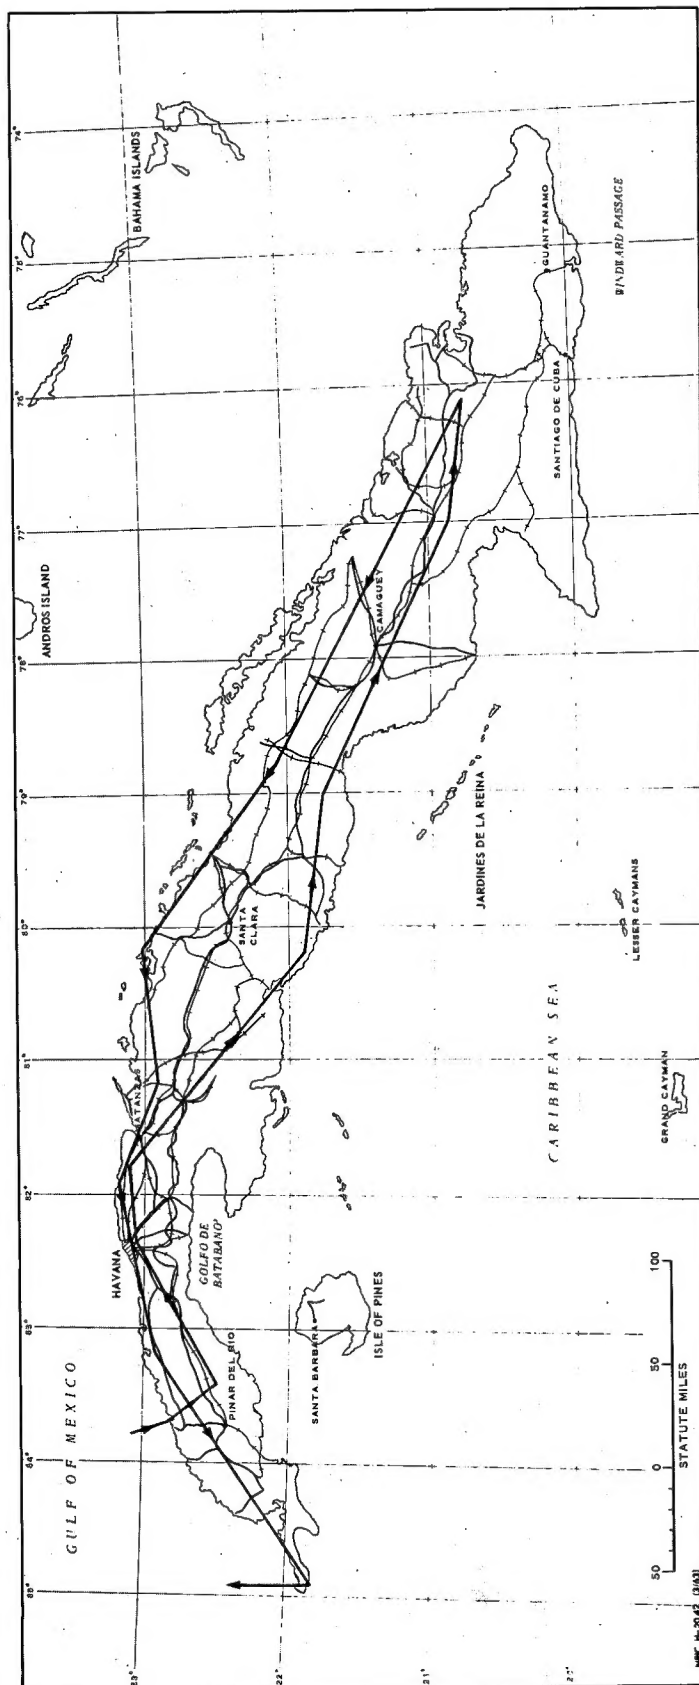 74°
75°
76°
77°
78°
79°
80°
81°
82°
83°
84°
85°
BAHAMA ISLANDS
ANDROS ISLAND
GULF OF MEXICO
HAVANA
MATANZAS
SANTA
CLARA
CAMAGUEY
GUANTANAMO
SANTIAGO DE CUBA
WINDWARD PASSAGE
PINAR DEL RIO
GOLFO DE
BATABANO
SANTA BARBARA
ISLE OF PINES
JARDINES DE LA REINA
CARIBBEAN SEA
LESSER CAYMANS
GRAND CAYMAN
23°
22°
21°
20°
50 0 50 100
STATUTE MILES